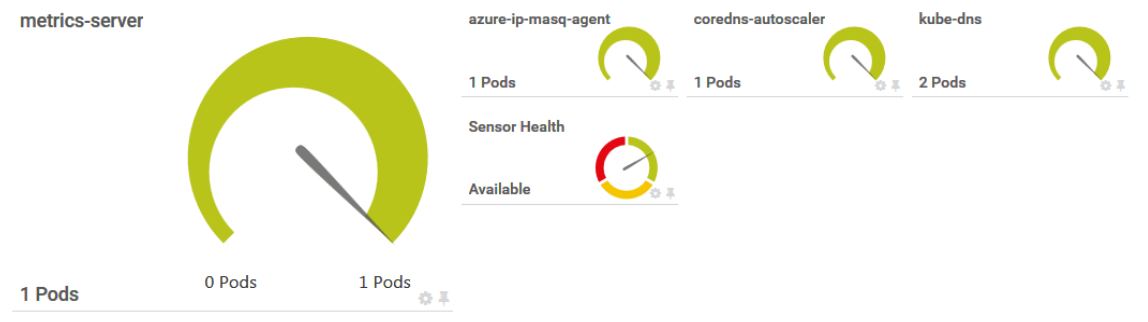 metrics-server
0 Pods
1 Pods
1 Pods
azure-ip-masq-agent
1 Pods
coredns-autoscaler
1 Pods
kube-dns
2 Pods
Sensor Health
Available